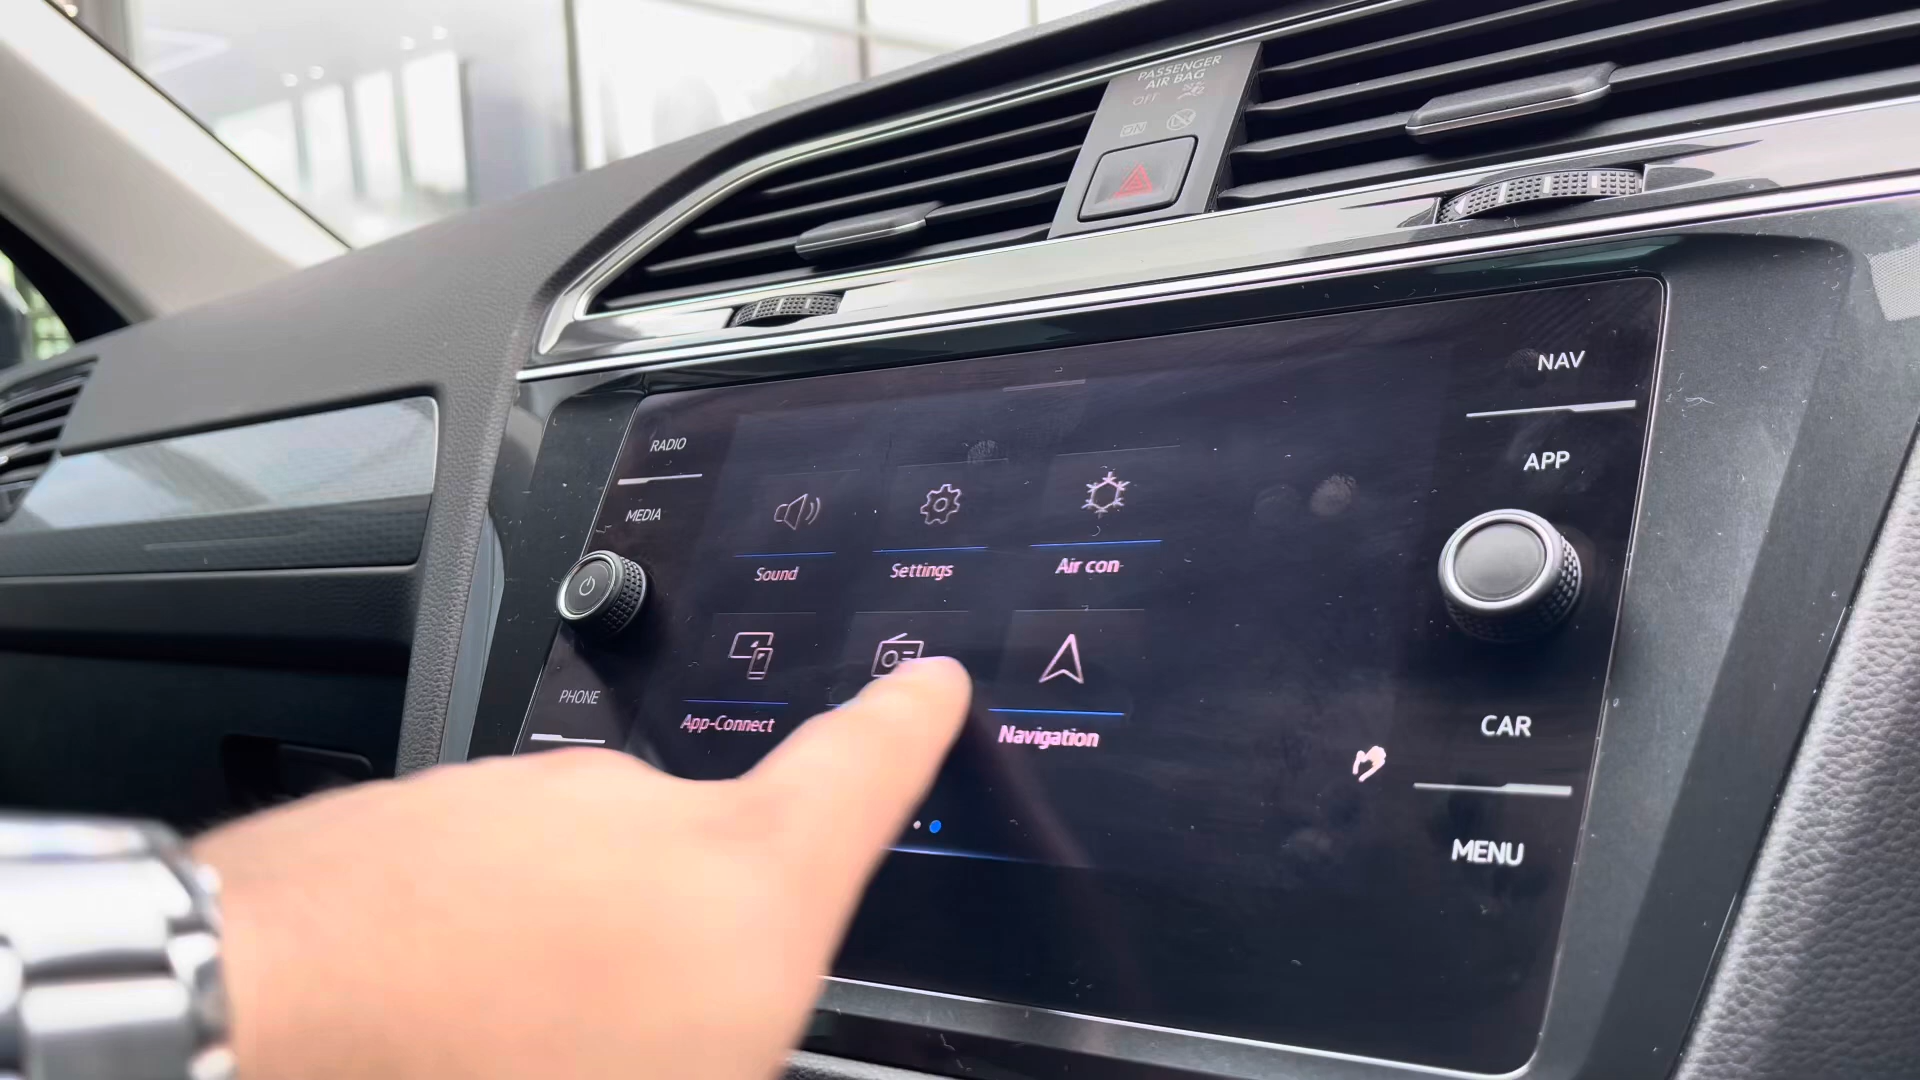 PASSENGER
AIR BAG
OFF
ON
NAV
RADIO
APP
MEDIA
Sound
Settings
Air con
PHONE
App-Connect
Navigation
CAR
MENU